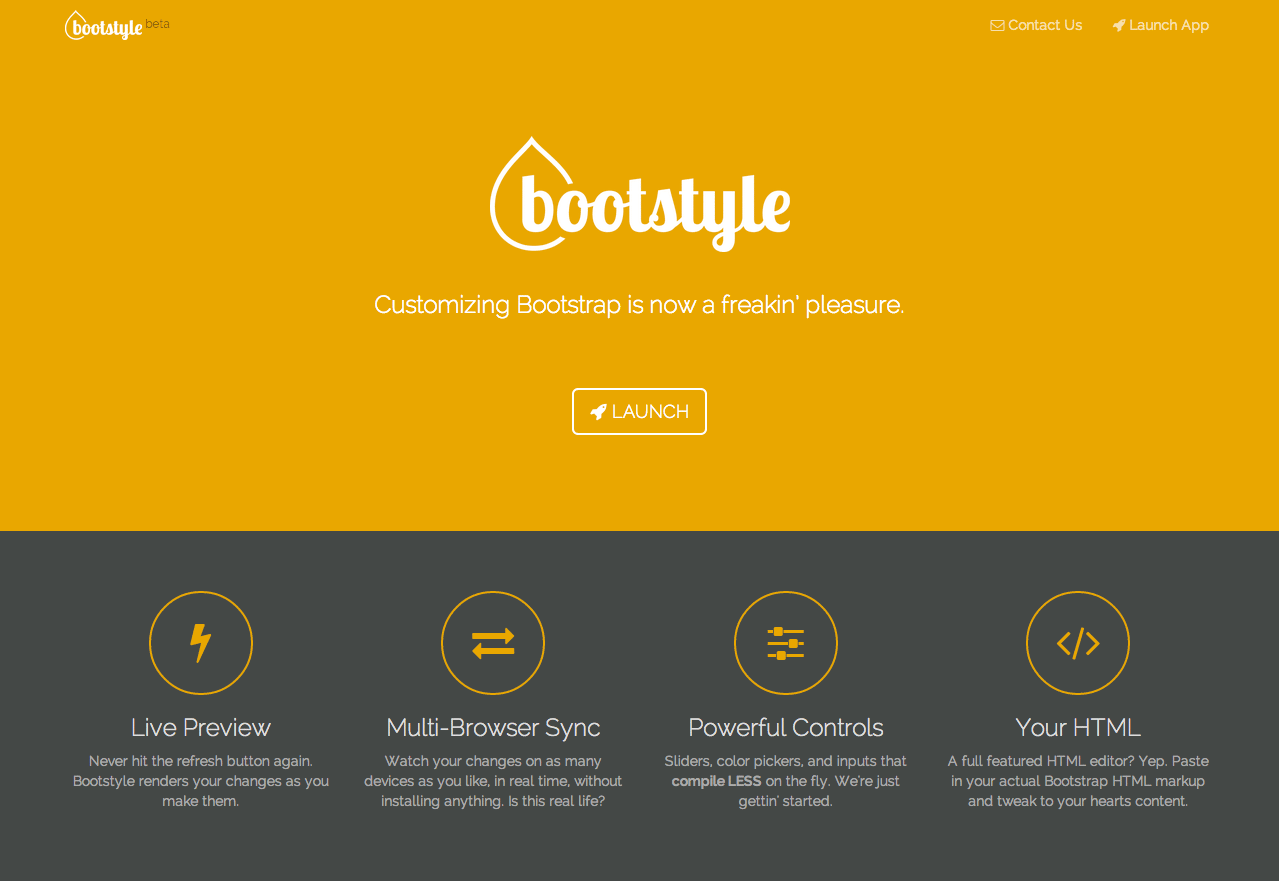 bootstyle beta
Contact Us
Launch App
bootstyle
Customizing Bootstrap is now a freakin' pleasure.
LAUNCH
Live Preview
Never hit the refresh button again.
Bootstyle renders your changes as you
make them.
Multi-Browser Sync
Watch your changes on as many
devices as you like, in real time, without
installing anything. Is this real life?
Powerful Controls
Sliders, color pickers, and inputs that
compile LESS on the fly. We're just
gettin' started.
Your HTML
A full featured HTML editor? Yep. Paste
in your actual Bootstrap HTML markup
and tweak to your hearts content.